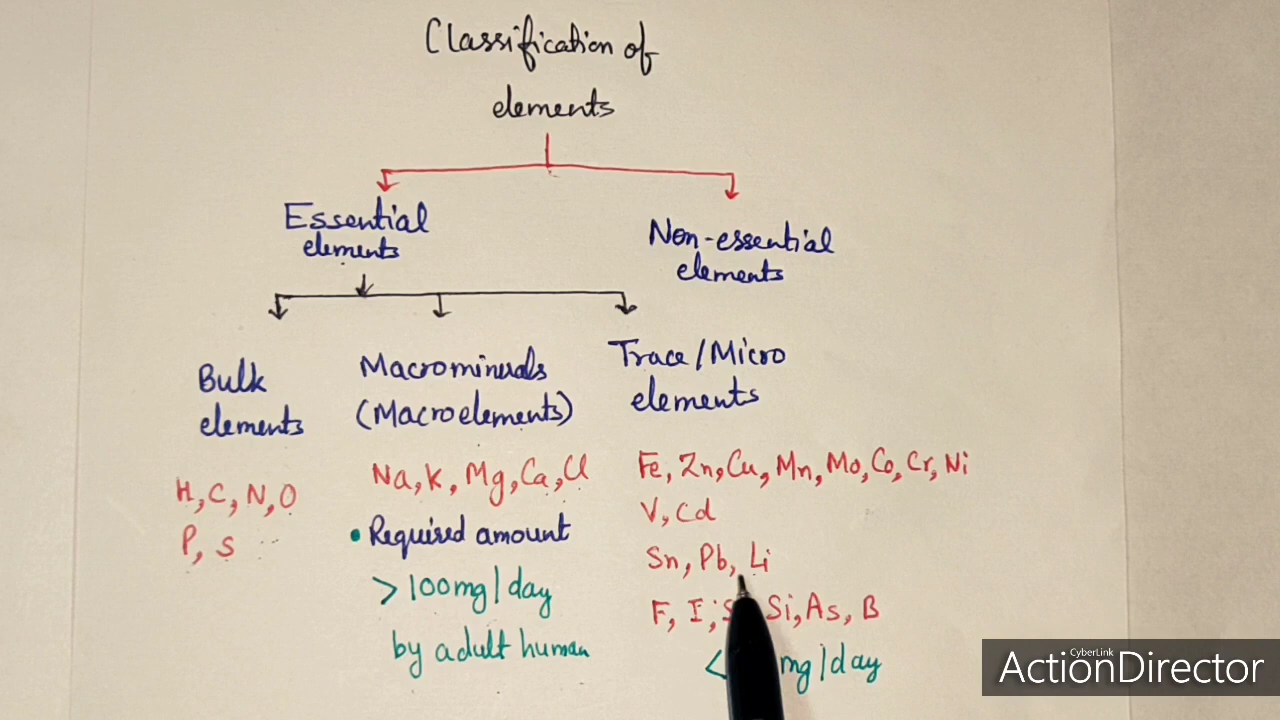 Classification of
elements
Essential
elements
Non-essential
elements
Bulk
elements
Macrominerals
(Macroelements)
Trace/Micro
elements
H, C, N, O
P, S
Na, K, Mg, Ca, Cl
• Required amount
>100mg/day
by adult human
Fe, Zn, Cu, Mn, Mo, Co, Cr, Ni
V, Cd
Sn, Pb, Li
F, I, Si, As, B
< mg/day
CyberLink
ActionDirector